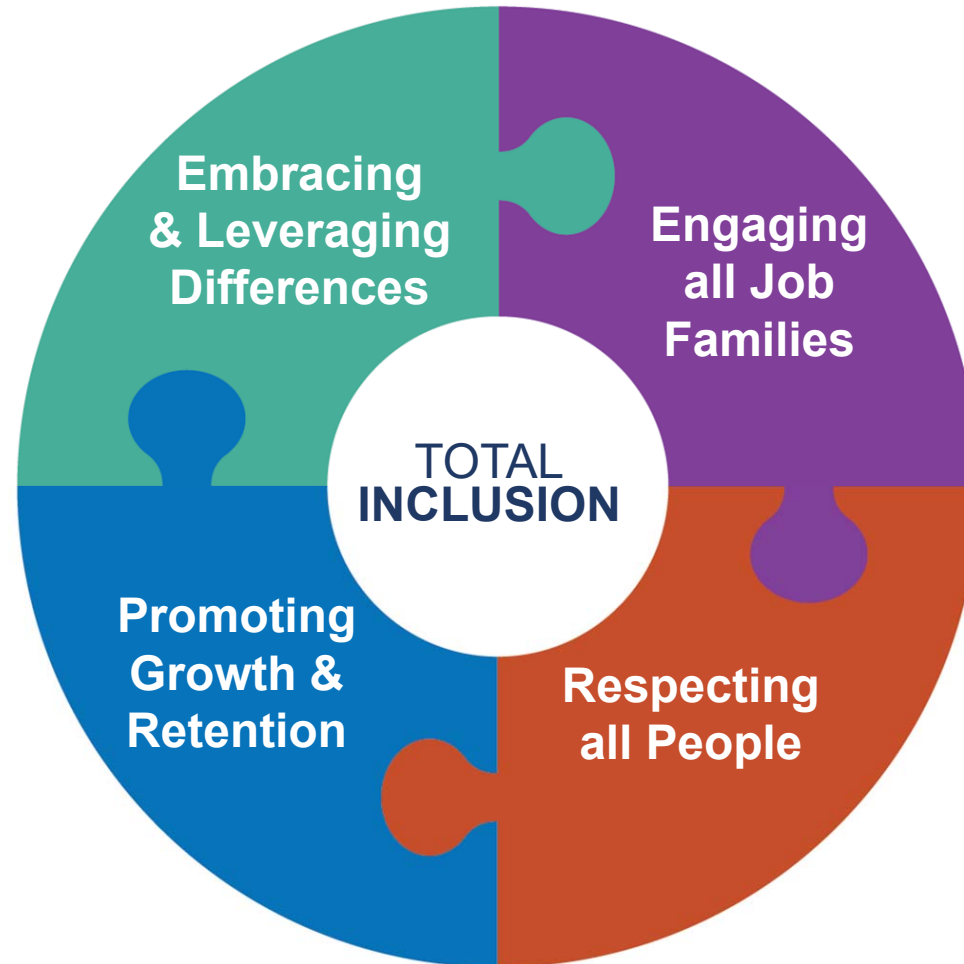 Embracing
& Leveraging
Differences
Engaging
all Job
Families
TOTAL
INCLUSION
Promoting
Growth &
Retention
Respecting
all People